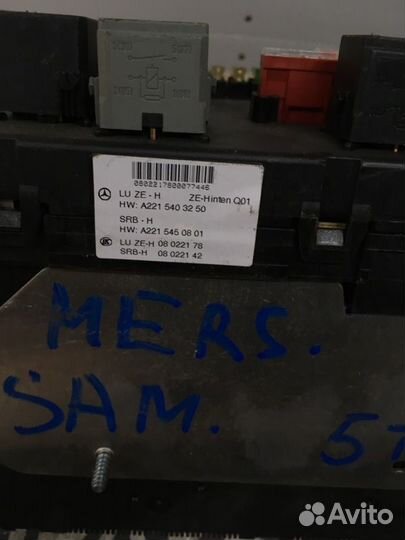 0802217800077446
LU ZE - H ZE-Hinten Q01
HW: A221 540 32 50
SRB - H
HW: A221 545 08 01
LU ZE-H 08 0221 78
SRB-H 08 0221 42
MERS.
SAM.
Avito